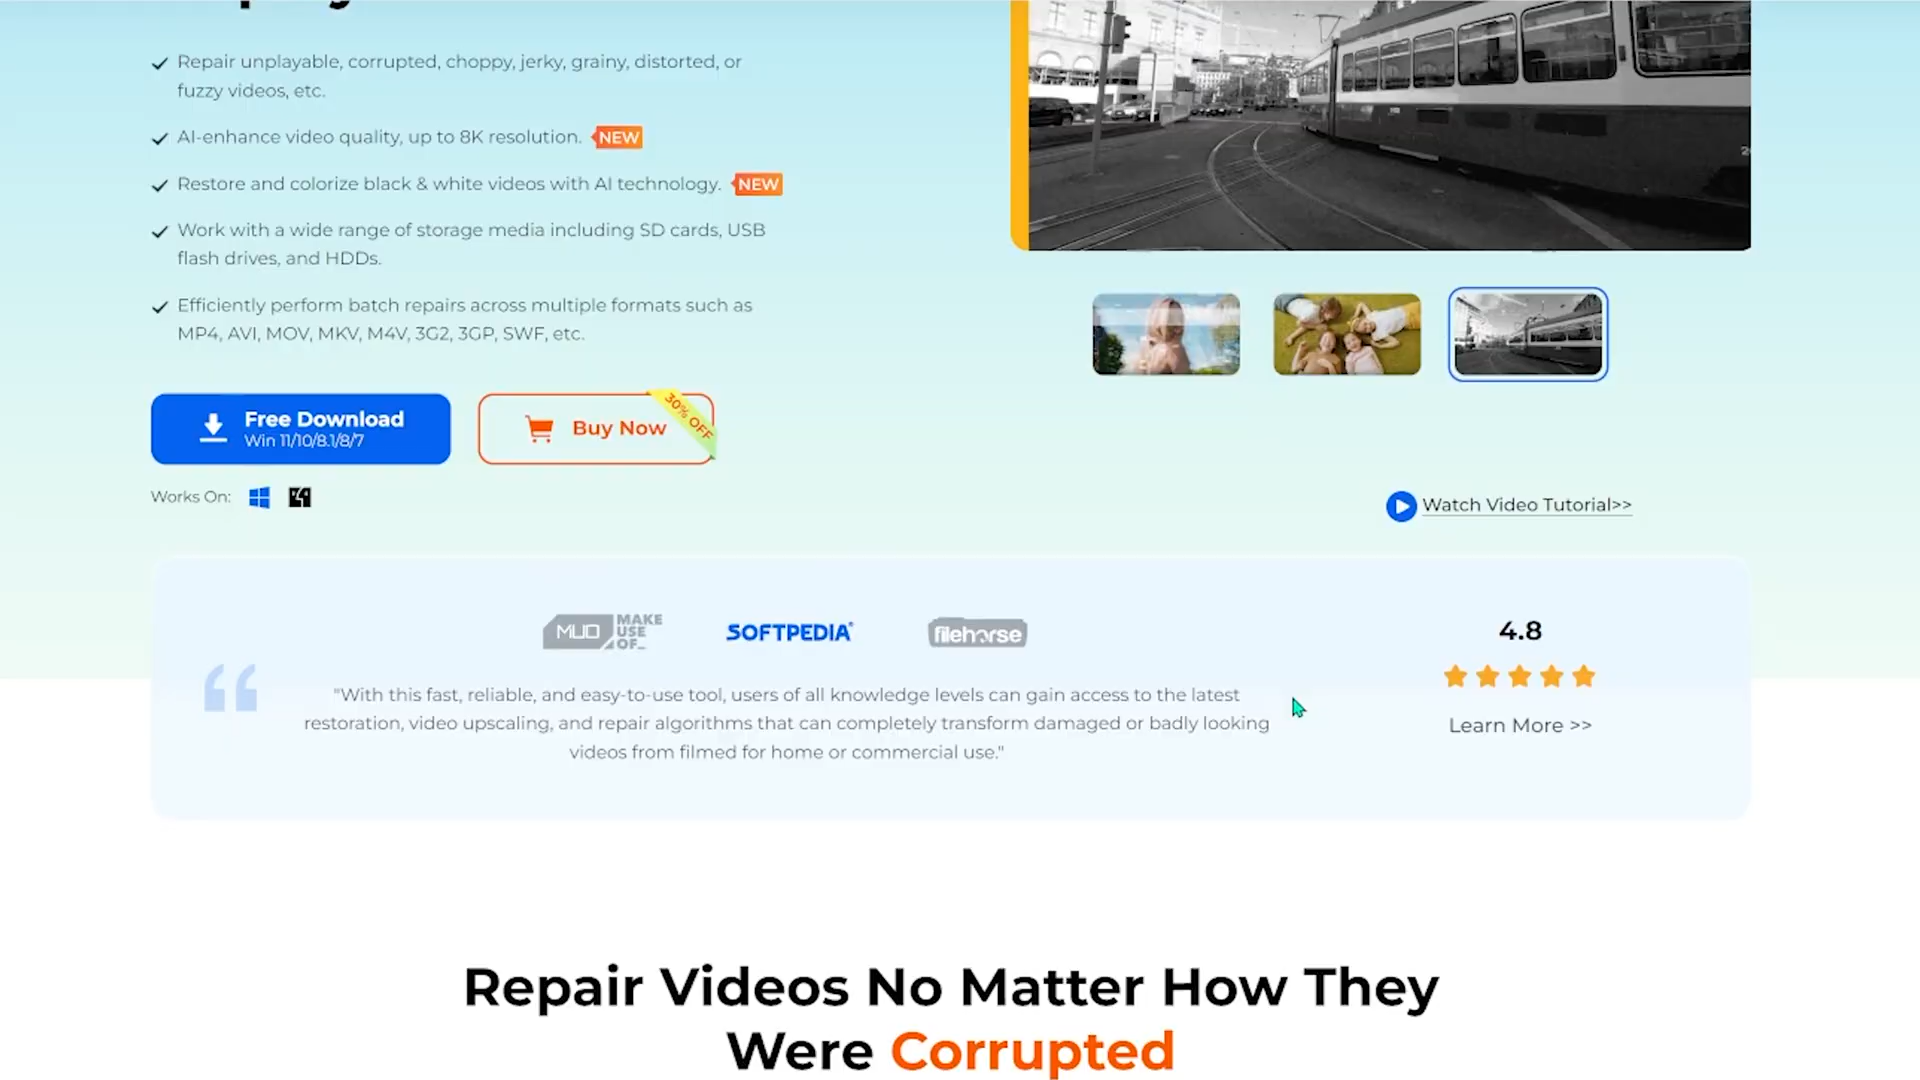 Repair unplayable, corrupted, choppy, jerky, grainy, distorted, or
fuzzy videos, etc.
AI-enhance video quality, up to 8K resolution. NEW
Restore and colorize black & white videos with AI technology. NEW
Work with a wide range of storage media including SD cards, USB
flash drives, and HDDs.
Efficiently perform batch repairs across multiple formats such as
MP4, AVI, MOV, MKV, M4V, 3G2, 3GP, SWF, etc.
Free Download
Win 11/10/8.1/8/7
Buy Now
30% OFF
Works On:
Watch Video Tutorial>>
MUO MAKE
USE
OF_
SOFTPEDIA®
filehorse
"With this fast, reliable, and easy-to-use tool, users of all knowledge levels can gain access to the latest
restoration, video upscaling, and repair algorithms that can completely transform damaged or badly looking
videos from filmed for home or commercial use."
4.8
Learn More >>
Repair Videos No Matter How They
Were Corrupted